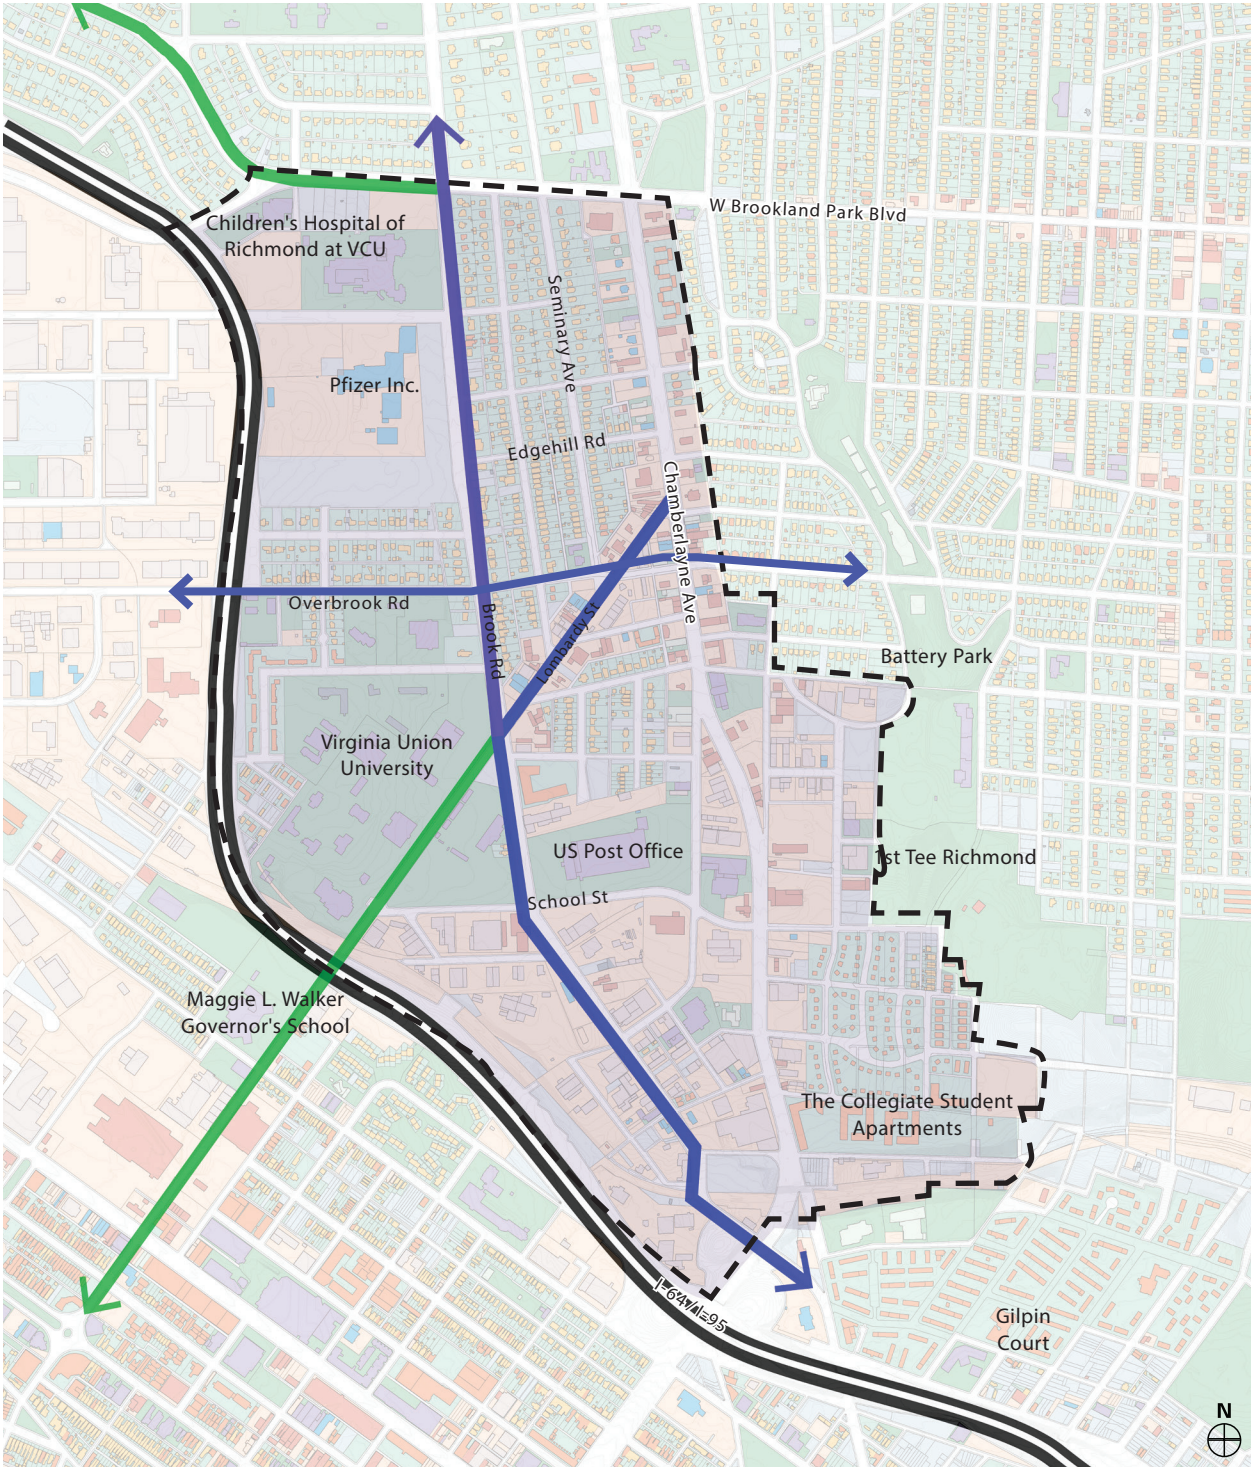 W Brookland Park Blvd
Children's Hospital of
Richmond at VCU
Seminary Ave
Pfizer Inc.
Edgehill Rd
Chamberlayne Ave
Overbrook Rd
Brook Rd
Lombardy St
Battery Park
Virginia Union
University
US Post Office
1st Tee Richmond
School St
Maggie L. Walker
Governor's School
The Collegiate Student
Apartments
I-64 / I-95
Gilpin
Court
N